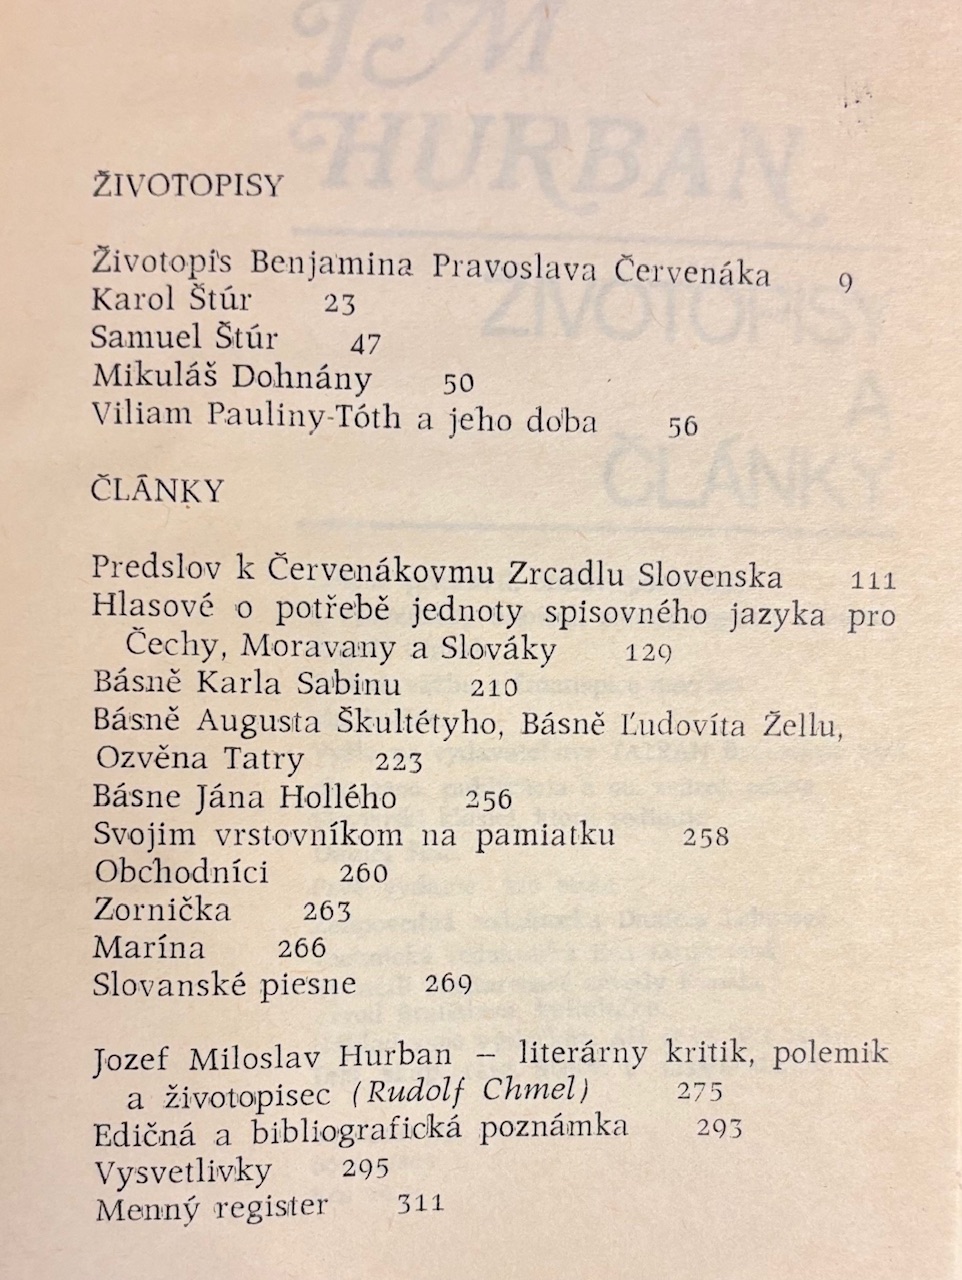 ŽIVOTOPISY
Životopis Benjamina Pravoslava Červenáka 9
Karol Štúr 23
Samuel Štúr 47
Mikuláš Dohnány 50
Viliam Pauliny-Tóth a jeho doba 56
ČLÁNKY
Predslov k Červenákovmu Zrcadlu Slovenska 111
Hlasové o potřebě jednoty spisovného jazyka pro
Čechy, Moravany a Slováky 129
Básně Karla Sabinu 210
Básně Augusta Škultétyho, Básně Ľudovíta Žellu,
Ozvěna Tatry 223
Básne Jána Hollého 256
Svojim vrstovníkom na pamiatku 258
Obchodníci 260
Zornička 263
Marína 266
Slovanské piesne 269
Jozef Miloslav Hurban – literárny kritik, polemik
a životopisec (Rudolf Chmel) 275
Edičná a bibliografická poznámka 293
Vysvetlivky 295
Menný register 311